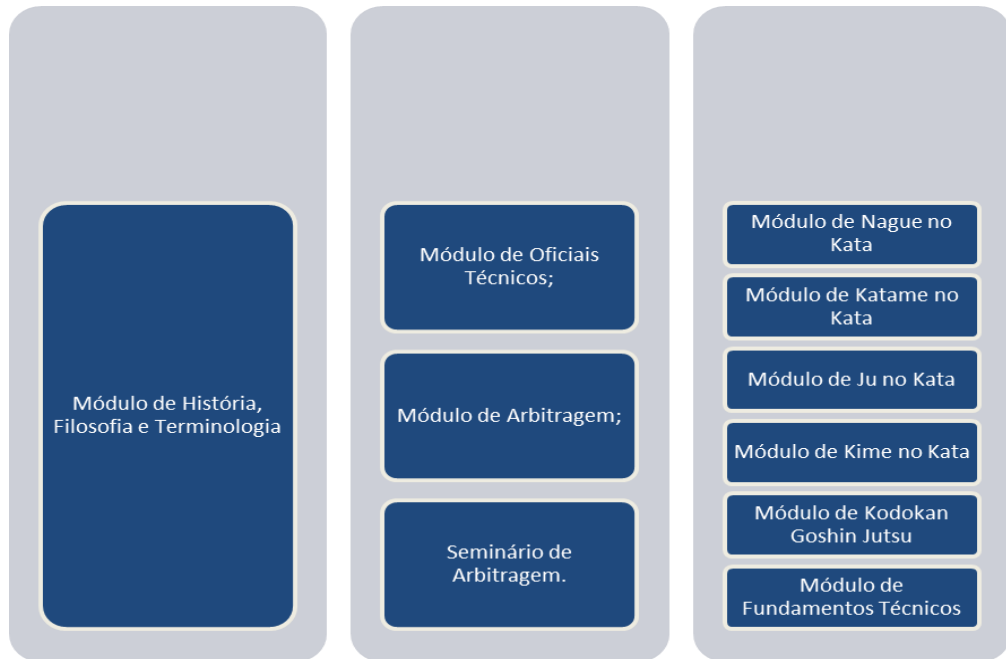 Módulo de História,
Filosofia e Terminologia
Módulo de Oficiais
Técnicos;
Módulo de Arbitragem;
Seminário de
Arbitragem.
Módulo de Nague no
Kata
Módulo de Katame no
Kata
Módulo de Ju no Kata
Módulo de Kime no Kata
Módulo de Kodokan
Goshin Jutsu
Módulo de
Fundamentos Técnicos